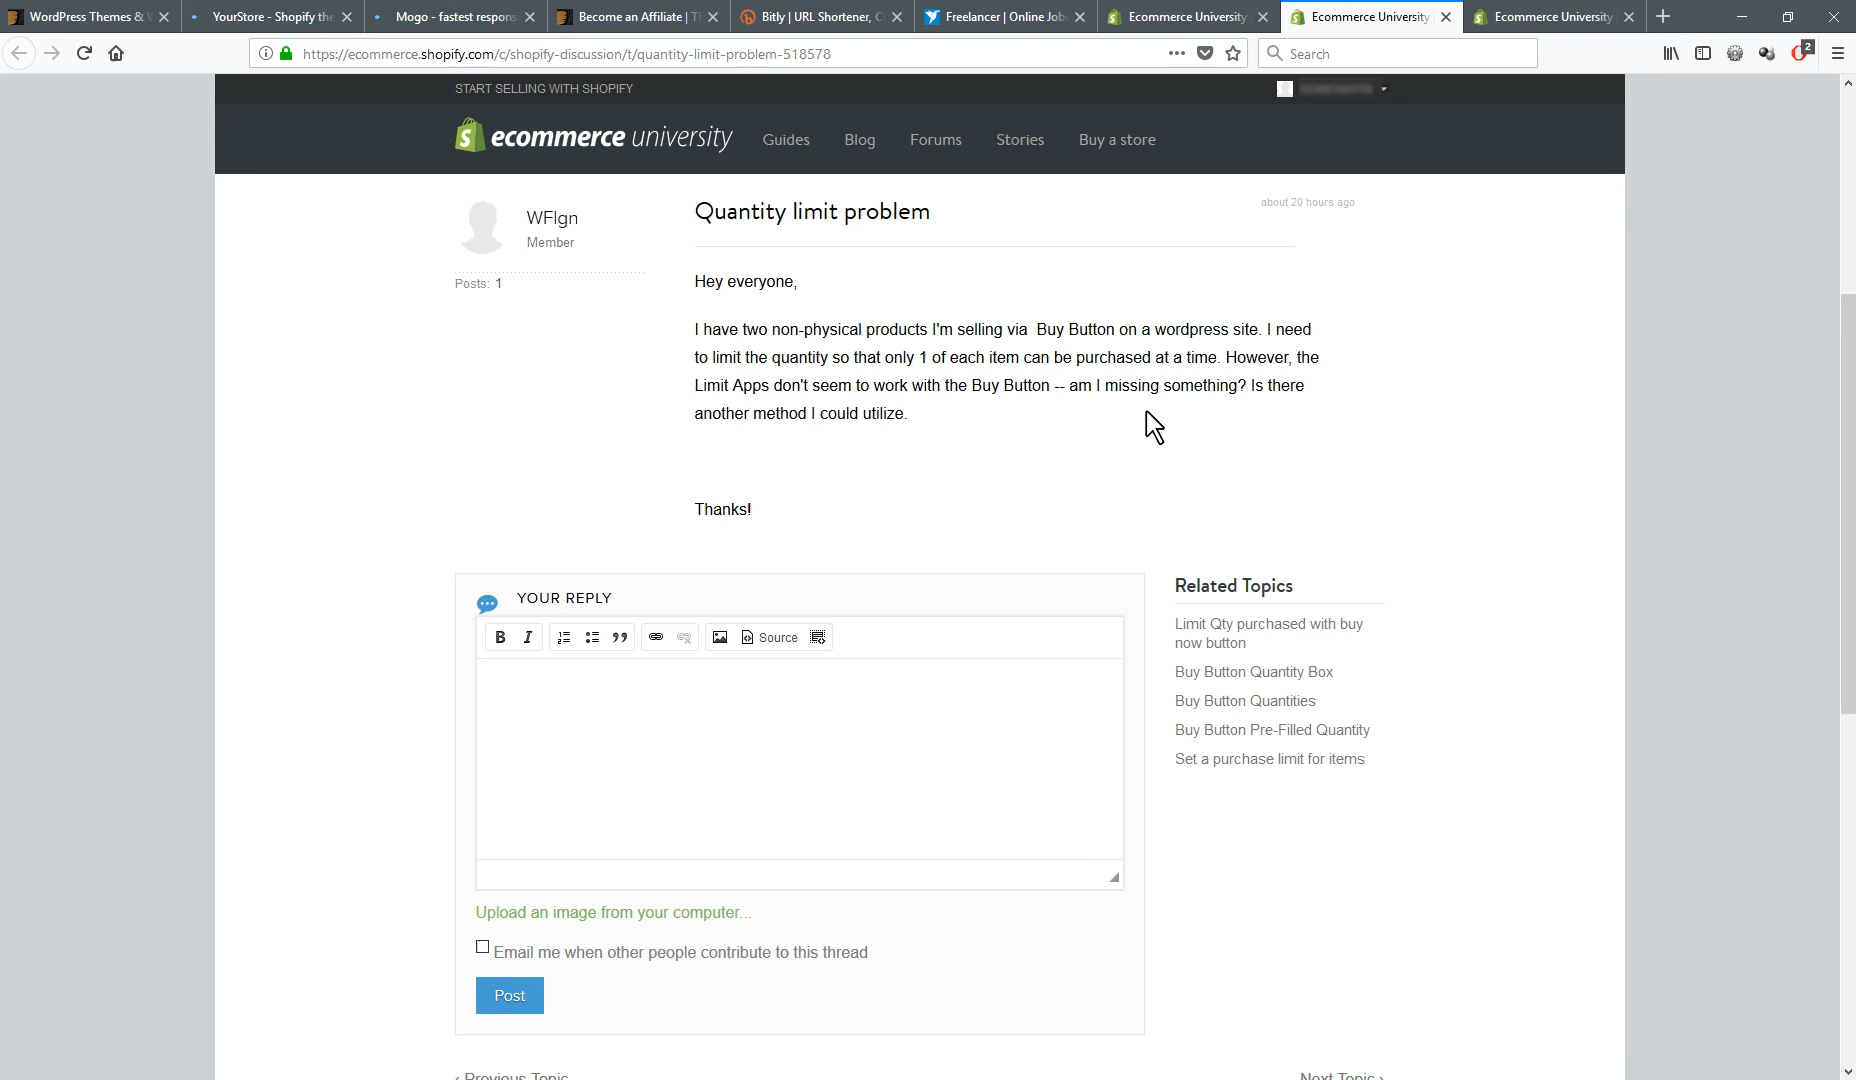 WordPress Themes &
YourStore - Shopify the
Mogo - fastest respons
Become an Affiliate | T
Bitly | URL Shortener, C
Freelancer | Online Jobs
Ecommerce University
Ecommerce University
Ecommerce University
https://ecommerce.shopify.com/c/shopify-discussion/t/quantity-limit-problem-518578
Search
2
START SELLING WITH SHOPIFY
ecommerce university
Guides
Blog
Forums
Stories
Buy a store
WFlgn
Member
Posts: 1
Quantity limit problem
about 20 hours ago
Hey everyone,
I have two non-physical products I'm selling via Buy Button on a wordpress site. I need
to limit the quantity so that only 1 of each item can be purchased at a time. However, the
Limit Apps don't seem to work with the Buy Button -- am I missing something? Is there
another method I could utilize.
Thanks!
YOUR REPLY
B I Source
Upload an image from your computer...
Email me when other people contribute to this thread
Post
Related Topics
Limit Qty purchased with buy
now button
Buy Button Quantity Box
Buy Button Quantities
Buy Button Pre-Filled Quantity
Set a purchase limit for items
‹ Previous Topic
Next Topic ›